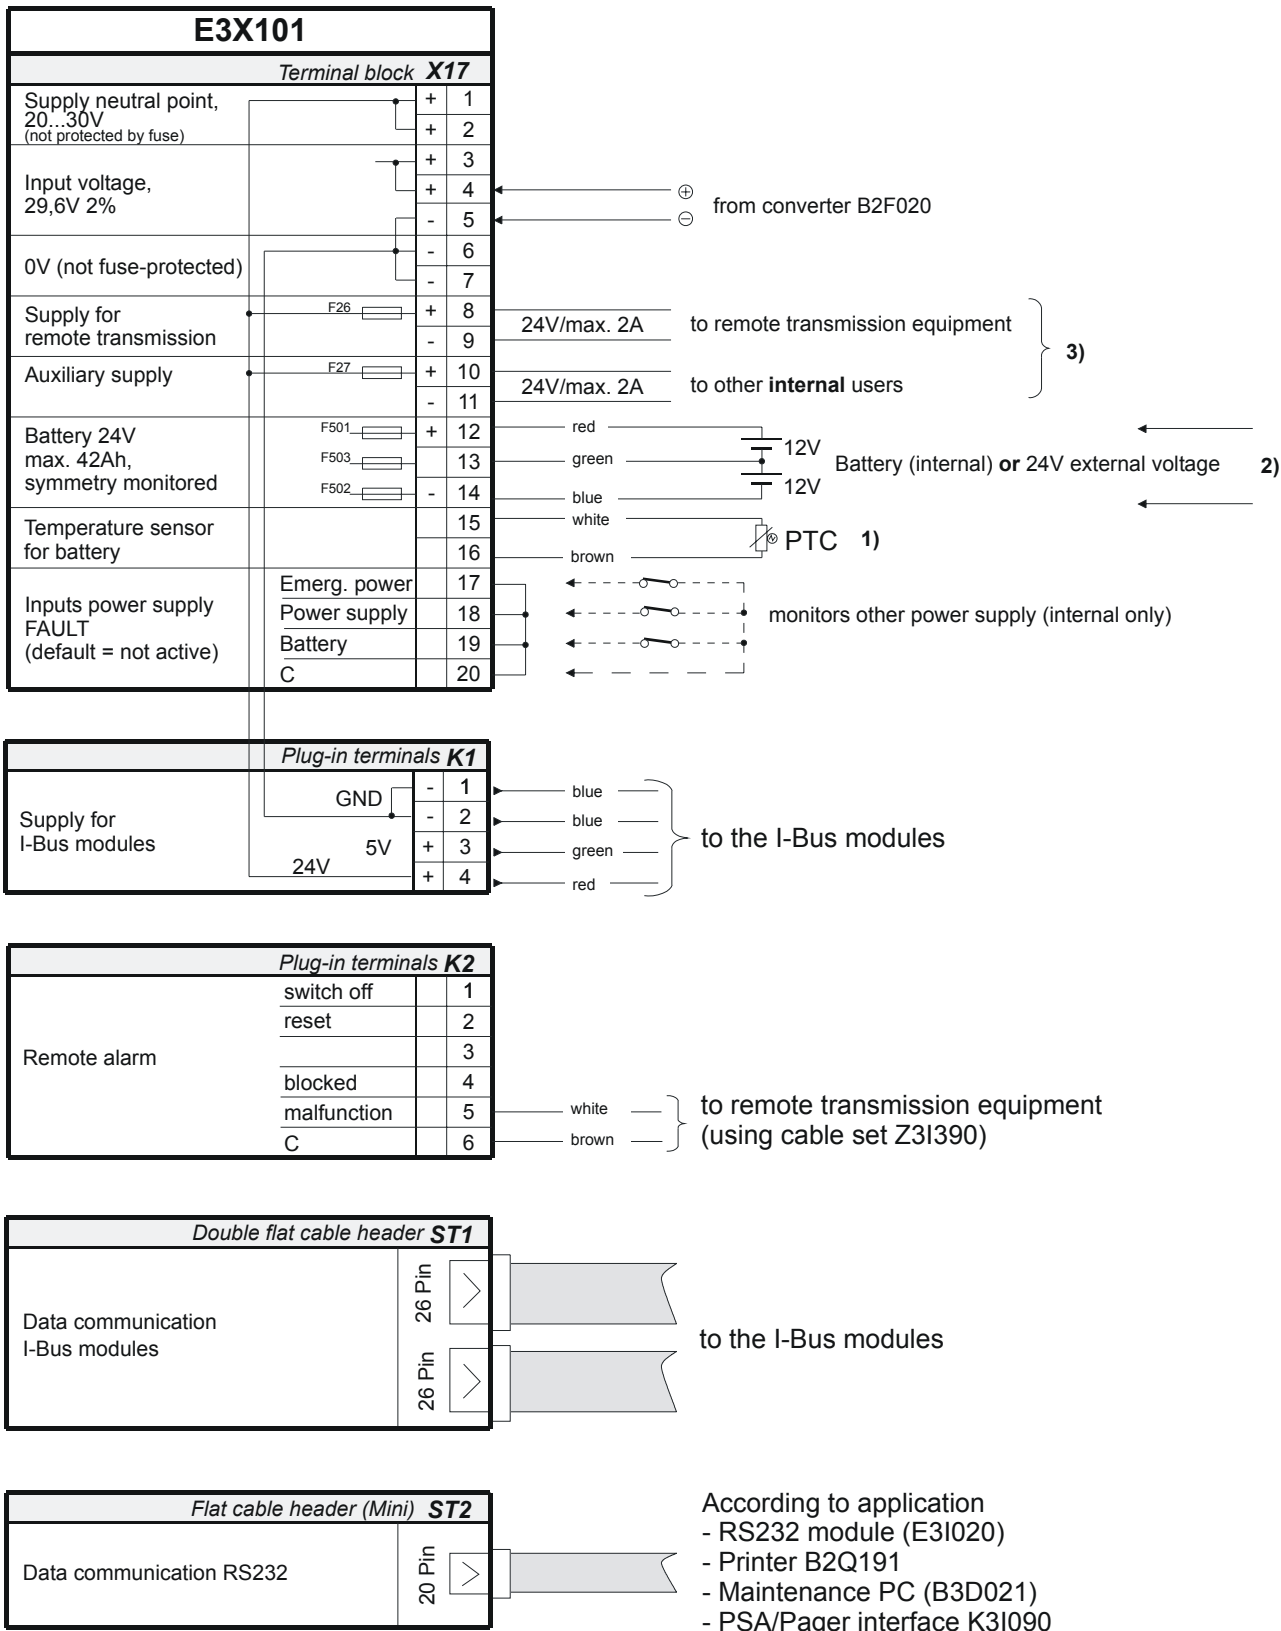 E3X101
Terminal block X17
Supply neutral point,
20...30V
(not protected by fuse)
+ 1
+ 2
Input voltage,
29,6V 2%
+ 3
+ 4
- 5
⊕
⊖
from converter B2F020
0V (not fuse-protected)
- 6
- 7
Supply for
remote transmission
F26
+ 8
- 9
24V/max. 2A
to remote transmission equipment
Auxiliary supply
F27
+ 10
- 11
24V/max. 2A
to other internal users
3)
Battery 24V
max. 42Ah,
symmetry monitored
F501
+ 12
F503
13
F502
- 14
red
green
blue
12V
12V
Battery (internal) or 24V external voltage
2)
Temperature sensor
for battery
15
16
white
brown
PTC 1)
Inputs power supply
FAULT
(default = not active)
Emerg. power 17
Power supply 18
Battery 19
C 20
monitors other power supply (internal only)
Plug-in terminals K1
Supply for
I-Bus modules
GND
5V
24V
- 1
- 2
+ 3
+ 4
blue
blue
green
red
to the I-Bus modules
Plug-in terminals K2
Remote alarm
switch off 1
reset 2
3
blocked 4
malfunction 5
C 6
white
brown
to remote transmission equipment
(using cable set Z3I390)
Double flat cable header ST1
Data communication
I-Bus modules
26 Pin
26 Pin
to the I-Bus modules
Flat cable header (Mini) ST2
Data communication RS232
20 Pin
According to application
- RS232 module (E3I020)
- Printer B2Q191
- Maintenance PC (B3D021)
- PSA/Pager interface K3I090